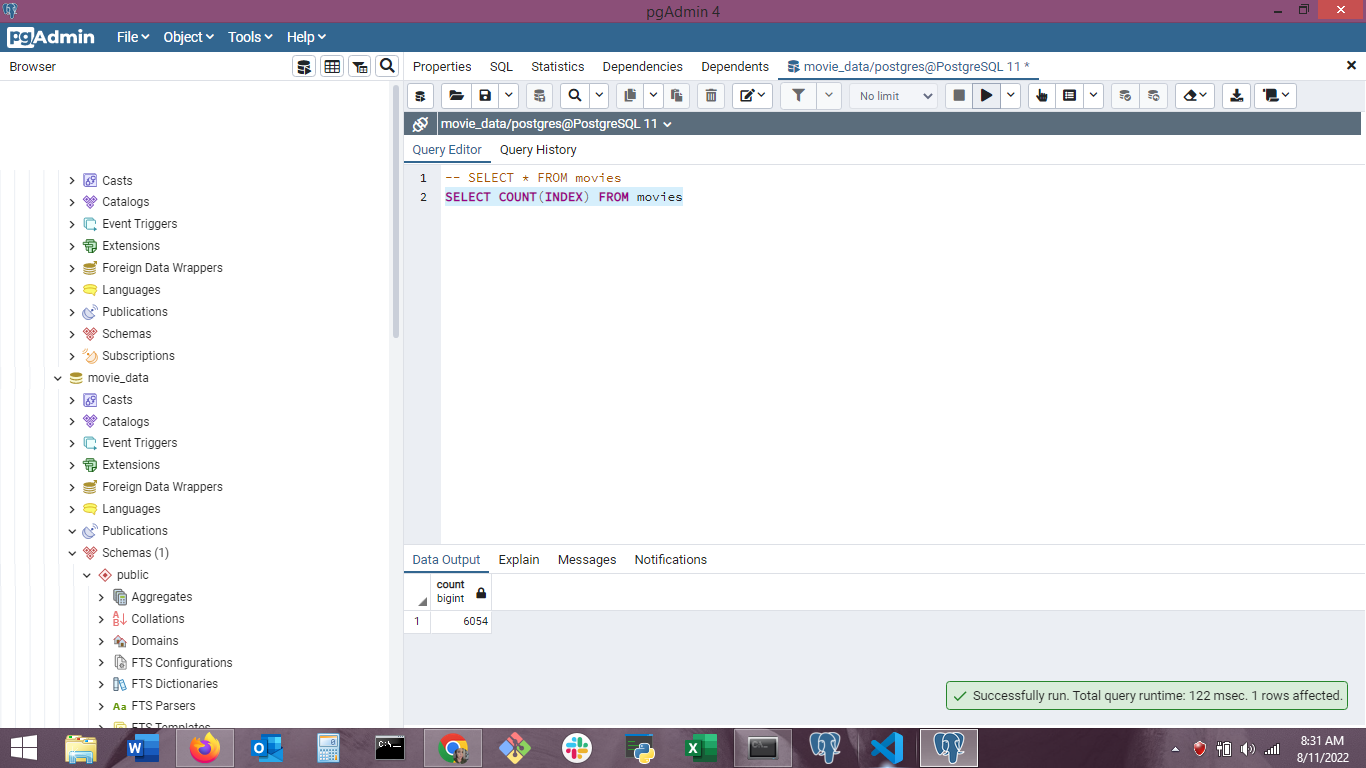 pgAdmin 4
pgAdmin File Object Tools Help
Browser
Properties SQL Statistics Dependencies Dependents movie_data/postgres@PostgreSQL 11 *
No limit
movie_data/postgres@PostgreSQL 11
Query Editor Query History
1 -- SELECT * FROM movies
2 SELECT COUNT(INDEX) FROM movies
Casts
Catalogs
Event Triggers
Extensions
Foreign Data Wrappers
Languages
Publications
Schemas
Subscriptions
movie_data
Casts
Catalogs
Event Triggers
Extensions
Foreign Data Wrappers
Languages
Publications
Schemas (1)
public
Aggregates
Collations
Domains
FTS Configurations
FTS Dictionaries
Aa FTS Parsers
FTS Templates
Data Output Explain Messages Notifications
count
bigint
1 6054
Successfully run. Total query runtime: 122 msec. 1 rows affected.
8:31 AM
8/11/2022